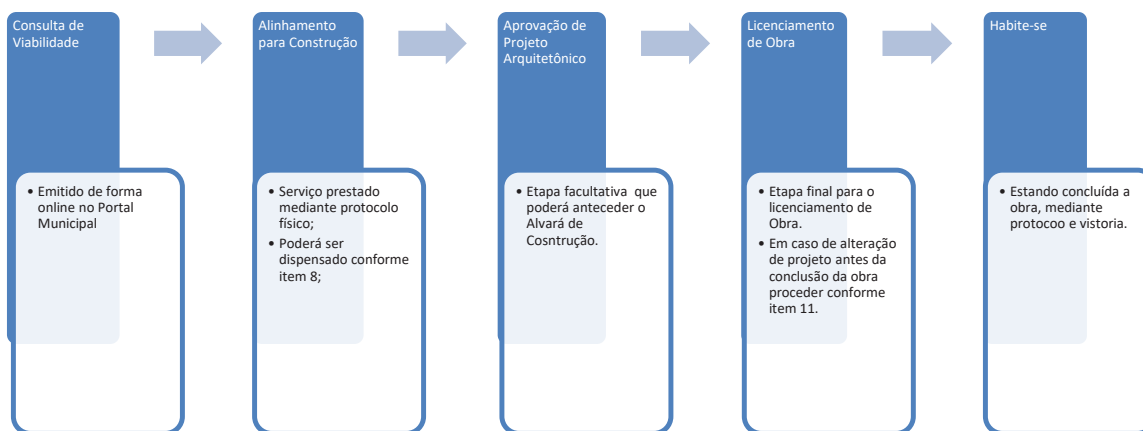 Consulta de
Viabilidade
• Emitido de forma
online no Portal
Municipal
Alinhamento
para Construção
• Serviço prestado
mediante protocolo
físico;
• Poderá ser
dispensado conforme
item 8;
Aprovação de
Projeto
Arquitetônico
• Etapa facultativa que
poderá anteceder o
Alvará de
Cosntrução.
Licenciamento
de Obra
• Etapa final para o
licenciamento de
Obra.
• Em caso de alteração
de projeto antes da
conclusão da obra
proceder conforme
item 11.
Habite-se
• Estando concluída a
obra, mediante
protocoo e vistoria.